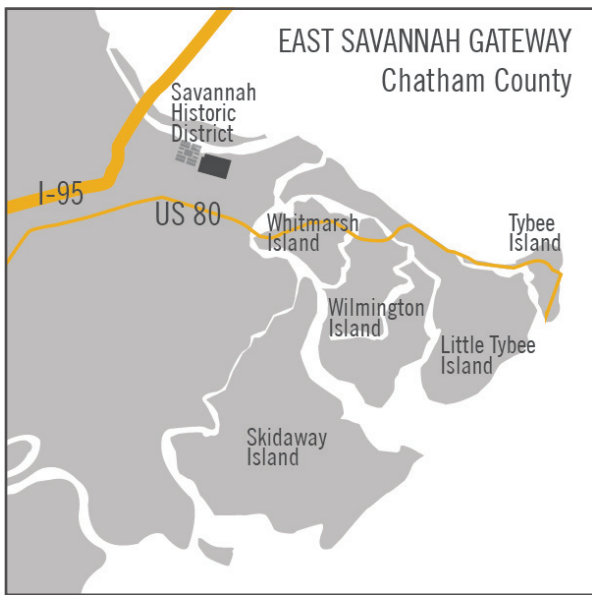 EAST SAVANNAH GATEWAY
Chatham County
Savannah
Historic
District
I-95
US 80
Whitmarsh
Island
Tybee
Island
Wilmington
Island
Little Tybee
Island
Skidaway
Island